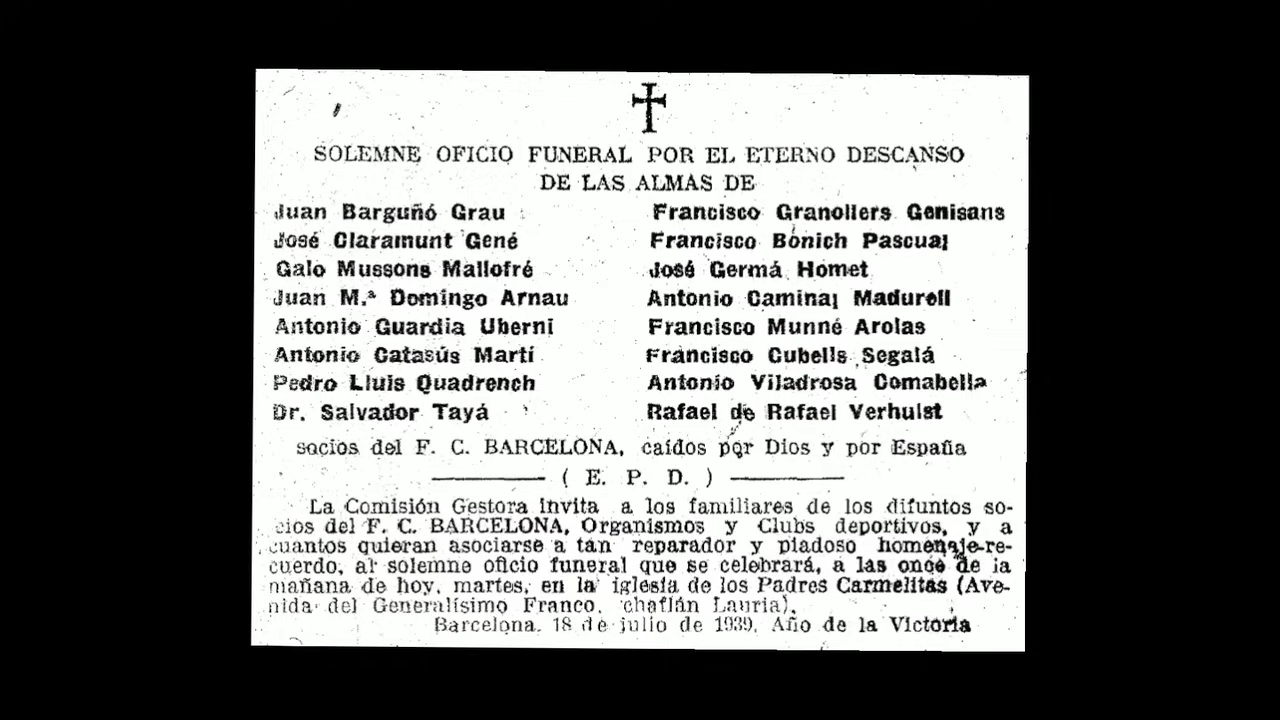 SOLEMNE OFICIO FUNERAL POR EL ETERNO DESCANSO
DE LAS ALMAS DE
Juan Barguñó Grau
José Claramunt Gené
Galo Mussons Mallofré
Juan M.ª Domingo Arnau
Antonio Guardia Uberni
Antonio Catasús Martí
Pedro Lluis Quadrench
Dr. Salvador Tayá
Francisco Granollers Genisans
Francisco Bonich Pascual
José Germá Homet
Antonio Caminal Madurell
Francisco Munné Arolas
Francisco Cubells Segalá
Antonio Viladrosa Comabella
Rafael de Rafael Verhulst
socios del F. C. BARCELONA, caídos por Dios y por España
( E. P. D. )
La Comisión Gestora invita a los familiares de los difuntos so-
cios del F. C. BARCELONA, Organismos y Clubs deportivos, y a
cuantos quieran asociarse a tan reparador y piadoso homenaje-re-
cuerdo, al solemne oficio funeral que se celebrará, a las once de la
mañana de hoy, martes, en la iglesia de los Padres Carmelitas (Ave-
nida del Generalísimo Franco, chaflán Lauria).
Barcelona, 18 de julio de 1939, Año de la Victoria